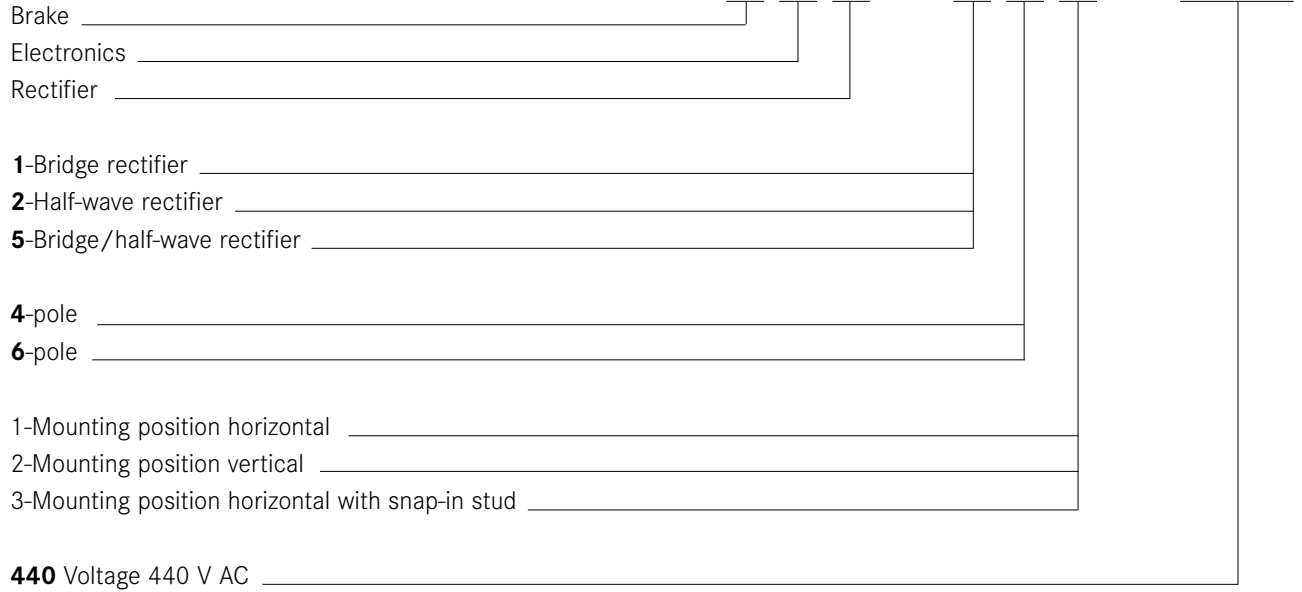 Brake
Electronics
Rectifier
1-Bridge rectifier
2-Half-wave rectifier
5-Bridge/half-wave rectifier
4-pole
6-pole
1-Mounting position horizontal
2-Mounting position vertical
3-Mounting position horizontal with snap-in stud
440 Voltage 440 V AC